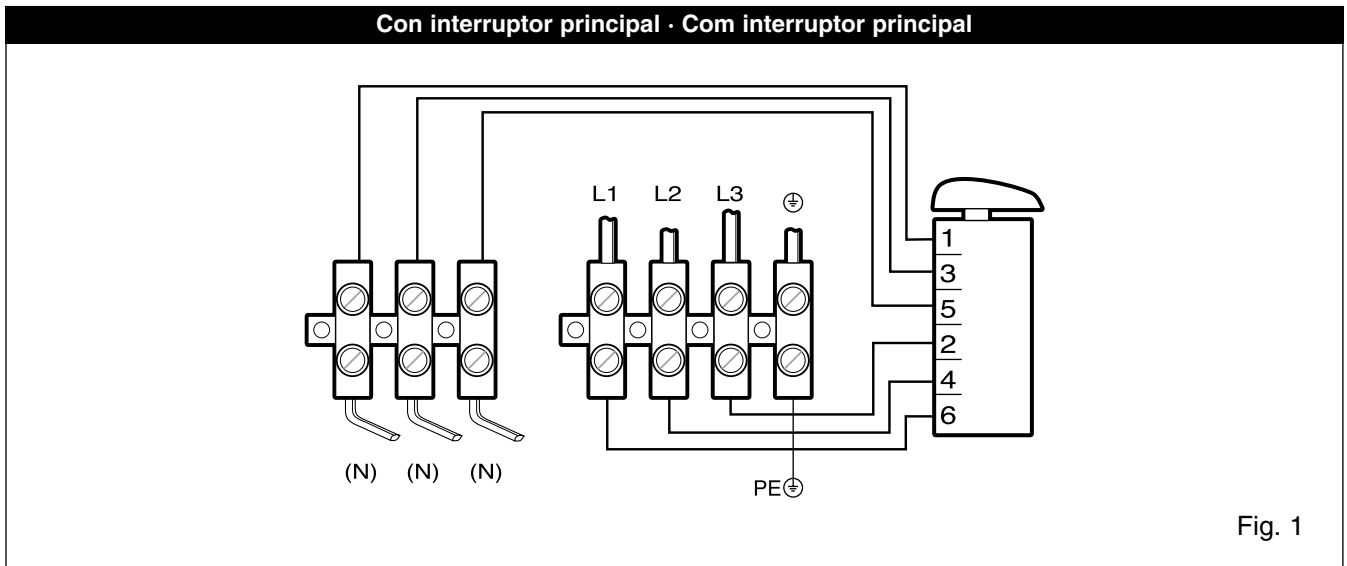 Con interruptor principal · Com interruptor principal
L1 L2 L3
1
3
5
2
4
6
(N) (N) (N)
PE
Fig. 1